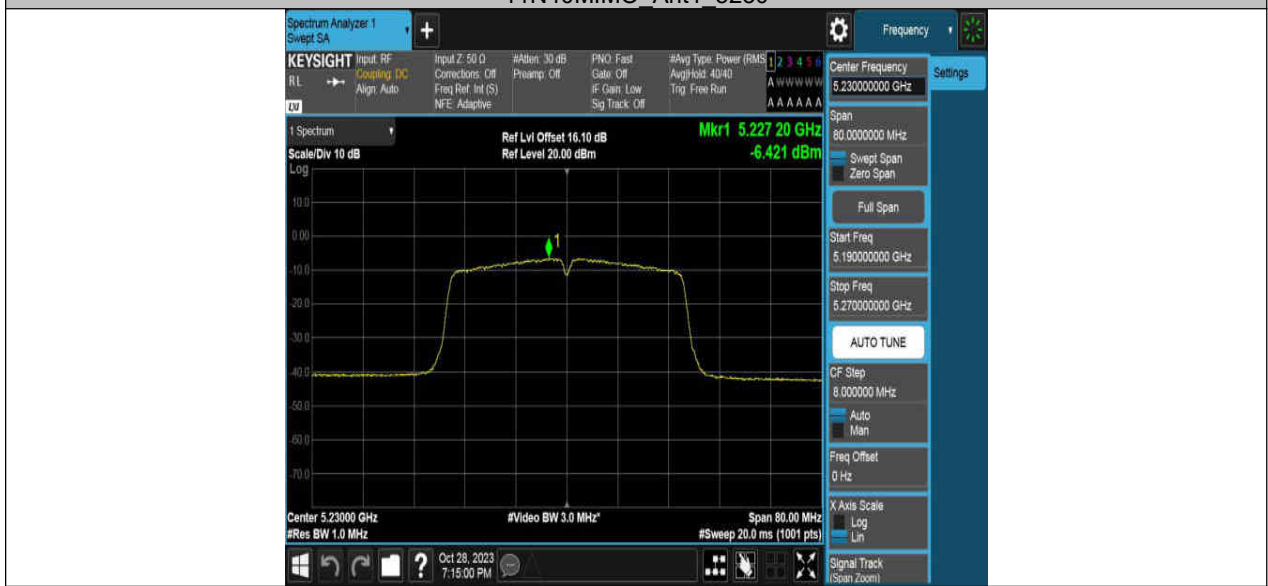 11N40MIMO_Ant1_5230
Spectrum Analyzer 1
Swept SA
+
Frequency
KEYSIGHT
RL
LXI
Input: RF
Coupling: DC
Align: Auto
Input Z: 50 Ω
Corrections: Off
Freq Ref: Int (S)
NFE: Adaptive
#Atten: 30 dB
Preamp: Off
PNO: Fast
Gate: Off
IF Gain: Low
Sig Track: Off
#Avg Type: Power (RMS
Avg|Hold: 40/40
Trig: Free Run
1 2 3 4 5 6
A W W W W W
A A A A A A
Center Frequency
5.230000000 GHz
Settings
Span
80.0000000 MHz
Swept Span
Zero Span
Full Span
Start Freq
5.190000000 GHz
Stop Freq
5.270000000 GHz
AUTO TUNE
CF Step
8.000000 MHz
Auto
Man
Freq Offset
0 Hz
X Axis Scale
Log
Lin
Signal Track
(Span Zoom)
1 Spectrum
Scale/Div 10 dB
Log
Ref Lvl Offset 16.10 dB
Ref Level 20.00 dBm
Mkr1 5.227 20 GHz
-6.421 dBm
10.0
0.00
-10.0
-20.0
-30.0
-40.0
-50.0
-60.0
-70.0
1
Center 5.23000 GHz
#Res BW 1.0 MHz
#Video BW 3.0 MHz*
Span 80.00 MHz
#Sweep 20.0 ms (1001 pts)
?
Oct 28, 2023
7:15:00 PM